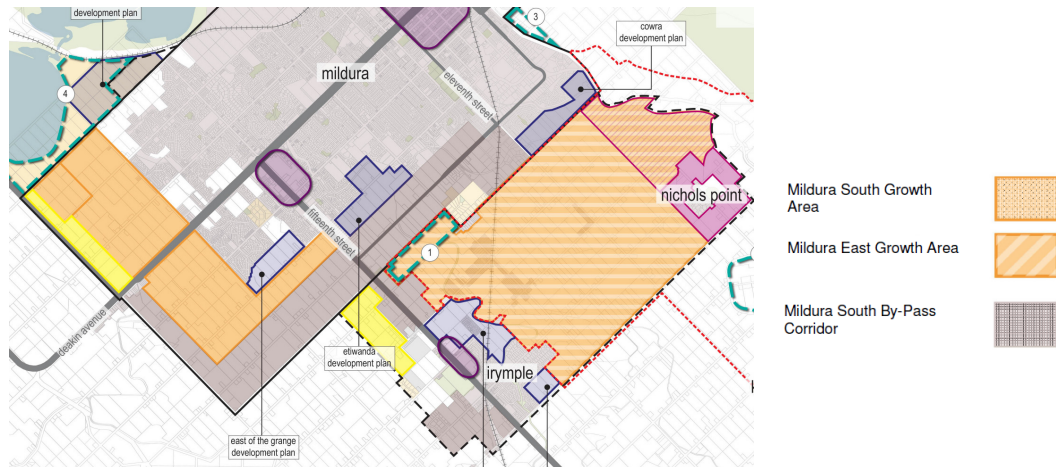 development plan
3
cowra
development plan
mildura
eleventh street
4
nichols point
fifteenth street
1
deakin avenue
etiwanda
development plan
irymple
east of the grange
development plan
Mildura South Growth
Area
Mildura East Growth Area
Mildura South By-Pass
Corridor